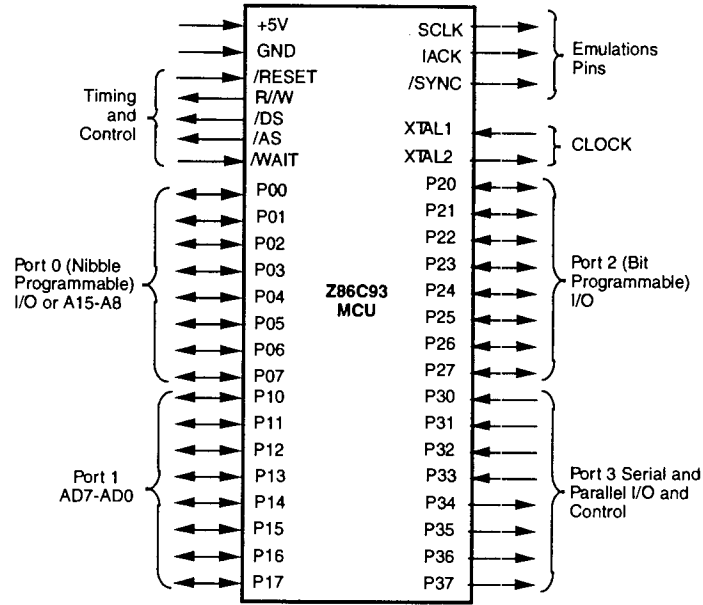 +5V
GND
/RESET
R//W
/DS
/AS
/WAIT
Timing
and
Control
P00
P01
P02
P03
P04
P05
P06
P07
Port 0 (Nibble
Programmable)
I/O or A15-A8
P10
P11
P12
P13
P14
P15
P16
P17
Port 1
AD7-AD0
Z86C93
MCU
SCLK
IACK
/SYNC
Emulations
Pins
XTAL1
XTAL2
CLOCK
P20
P21
P22
P23
P24
P25
P26
P27
Port 2 (Bit
Programmable)
I/O
P30
P31
P32
P33
P34
P35
P36
P37
Port 3 Serial and
Parallel I/O and
Control